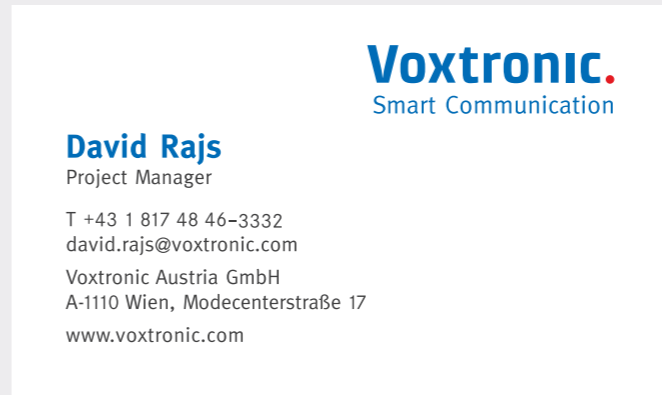 Voxtronic.
Smart Communication
David Rajs
Project Manager
T +43 1 817 48 46–3332
david.rajs@voxtronic.com
Voxtronic Austria GmbH
A-1110 Wien, Modecenterstraße 17
www.voxtronic.com